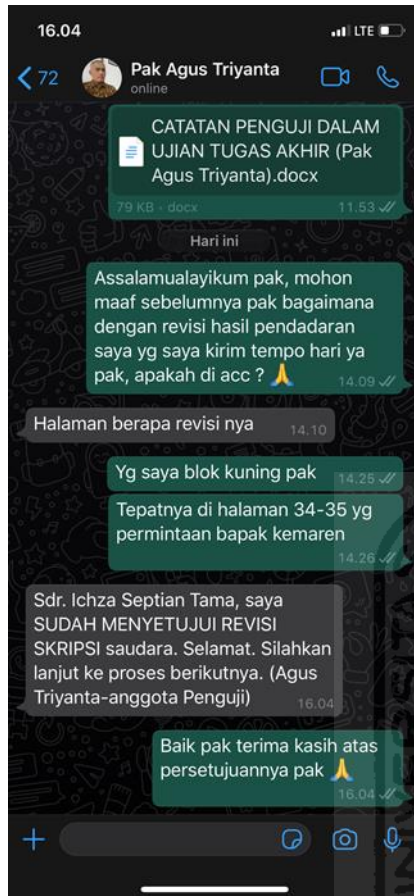 16.04
LTE
72
Pak Agus Triyanta
online
CATATAN PENGUJI DALAM
UJIAN TUGAS AKHIR (Pak
Agus Triyanta).docx
79 KB • docx
11.53
Hari ini
Assalamualayikum pak, mohon
maaf sebelumnya pak bagaimana
dengan revisi hasil pendadaran
saya yg saya kirim tempo hari ya
pak, apakah di acc ? 🙏
14.09
Halaman berapa revisi nya
14.10
Yg saya blok kuning pak
14.25
Tepatnya di halaman 34-35 yg
permintaan bapak kemaren
14.26
Sdr. Ichza Septian Tama, saya
SUDAH MENYETUJUI REVISI
SKRIPSI saudara. Selamat. Silahkan
lanjut ke proses berikutnya. (Agus
Triyanta-anggota Penguji)
16.04
Baik pak terima kasih atas
persetujuannya pak 🙏
16.04